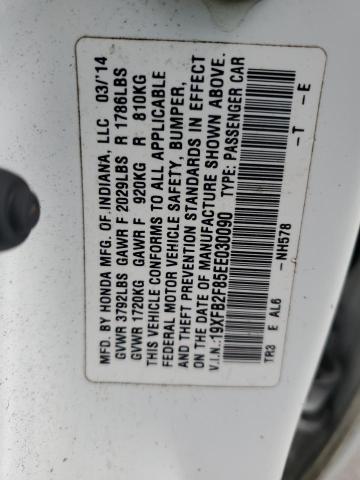 MFD. BY HONDA MFG. OF INDIANA, LLC 03/'14
GVWR 3792LBS GAWR F 2029LBS R 1786LBS
GVWR 1720KG GAWR F 920KG R 810KG
THIS VEHICLE CONFORMS TO ALL APPLICABLE
FEDERAL MOTOR VEHICLE SAFETY, BUMPER,
AND THEFT PREVENTION STANDARDS IN EFFECT
ON THE DATE OF MANUFACTURE SHOWN ABOVE.
V.I.N.:19XFB2F85EE030090 TYPE: PASSENGER CAR
TR3 E AL6 -NH578 -T -E